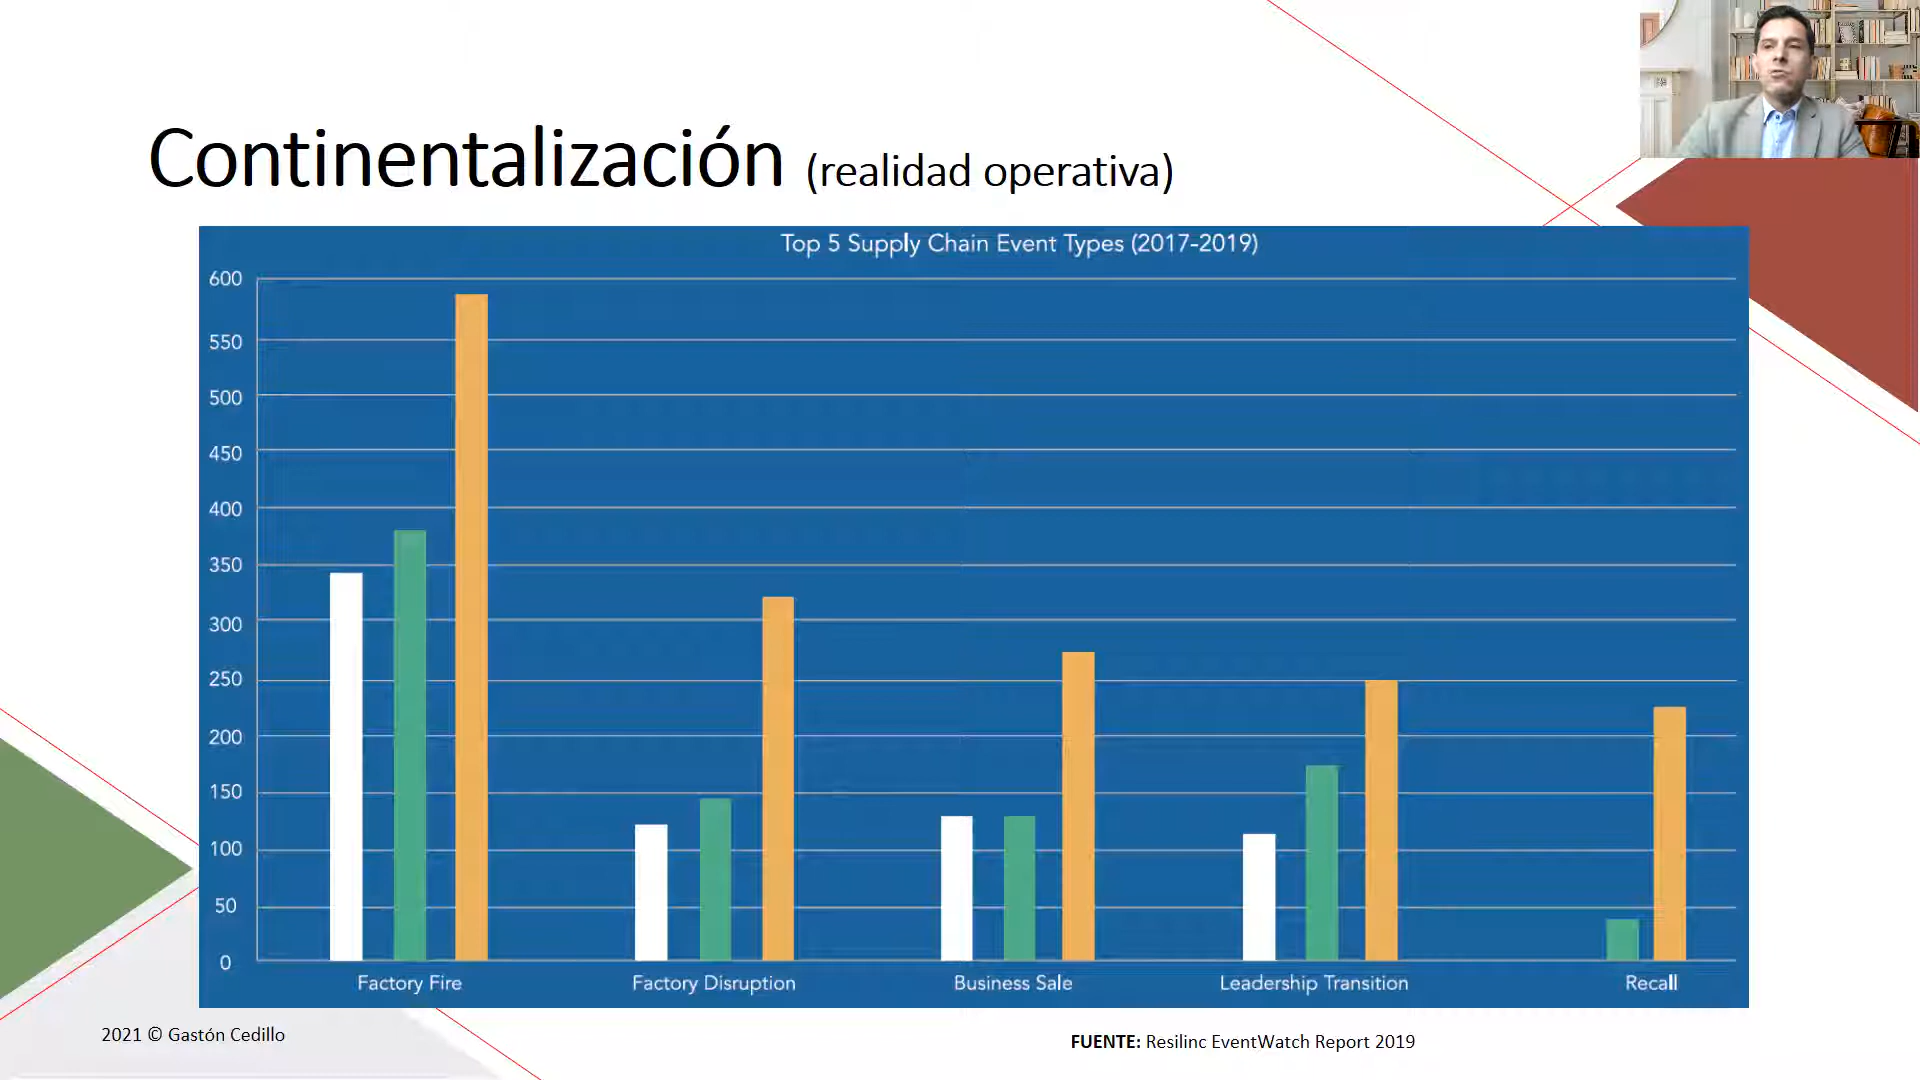 Continentalización (realidad operativa)
Top 5 Supply Chain Event Types (2017-2019)
600
550
500
450
400
350
300
250
200
150
100
50
0
Factory Fire
Factory Disruption
Business Sale
Leadership Transition
Recall
2021 © Gastón Cedillo
FUENTE: Resilinc EventWatch Report 2019